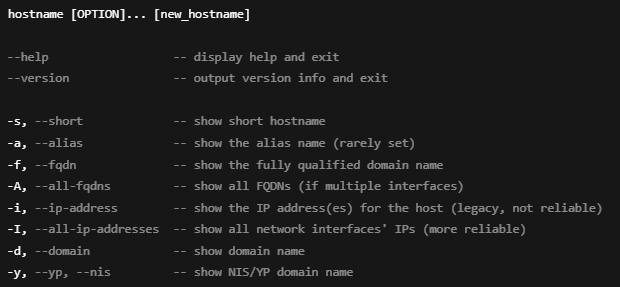 hostname [OPTION]... [new_hostname]
--help                -- display help and exit
--version             -- output version info and exit
-s, --short           -- show short hostname
-a, --alias           -- show the alias name (rarely set)
-f, --fqdn            -- show the fully qualified domain name
-A, --all-fqdns       -- show all FQDNs (if multiple interfaces)
-i, --ip-address      -- show the IP address(es) for the host (legacy, not reliable)
-I, --all-ip-addresses -- show all network interfaces' IPs (more reliable)
-d, --domain          -- show domain name
-y, --yp, --nis       -- show NIS/YP domain name